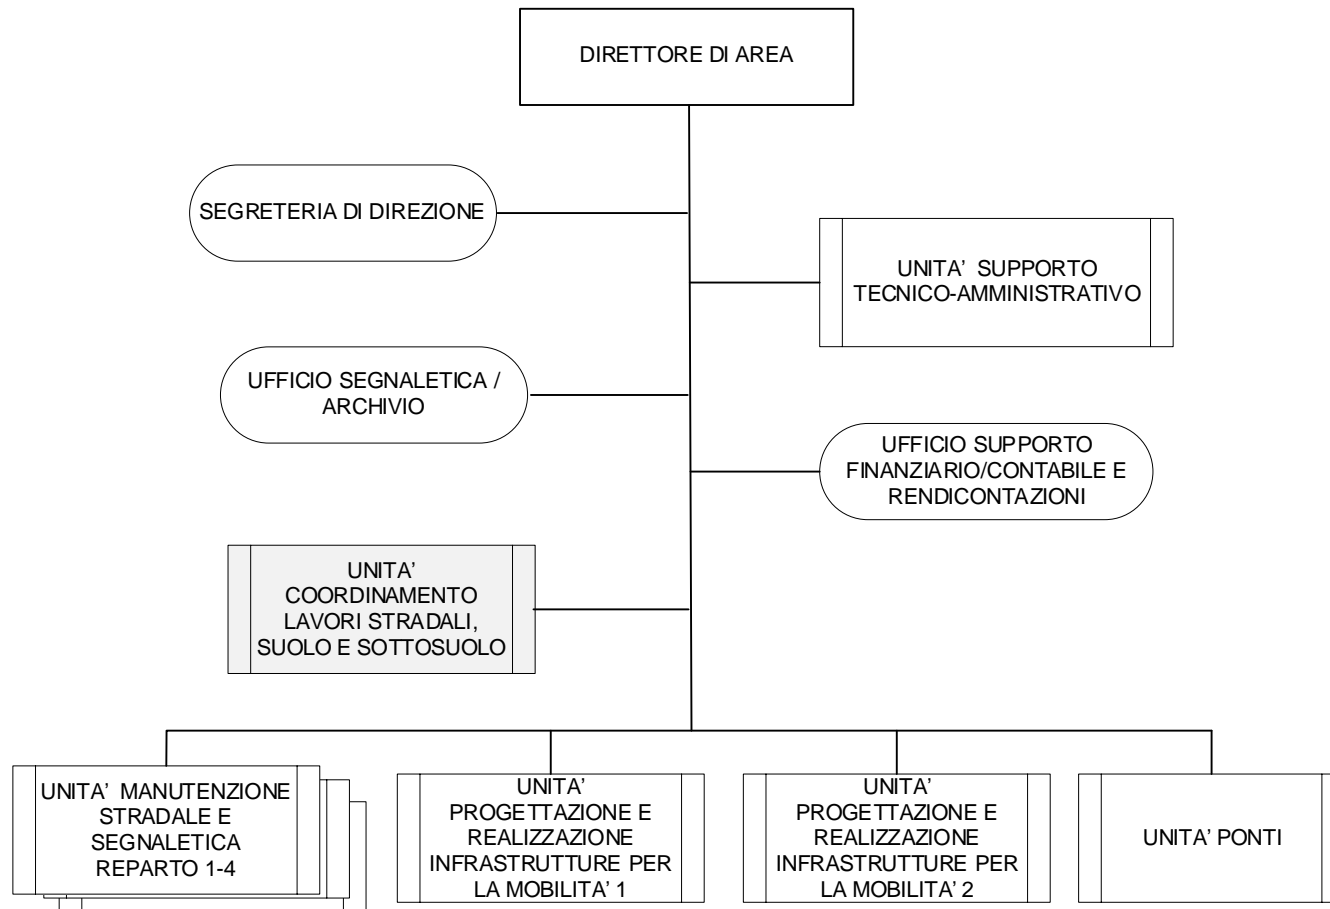 DIRETTORE DI AREA
SEGRETERIA DI DIREZIONE
UNITA' SUPPORTO
TECNICO-AMMINISTRATIVO
UFFICIO SEGNALETICA /
ARCHIVIO
UFFICIO SUPPORTO
FINANZIARIO/CONTABILE E
RENDICONTAZIONI
UNITA'
COORDINAMENTO
LAVORI STRADALI,
SUOLO E SOTTOSUOLO
UNITA' MANUTENZIONE
STRADALE E
SEGNALETICA
REPARTO 1-4
UNITA'
PROGETTAZIONE E
REALIZZAZIONE
INFRASTRUTTURE PER
LA MOBILITA' 1
UNITA'
PROGETTAZIONE E
REALIZZAZIONE
INFRASTRUTTURE PER
LA MOBILITA' 2
UNITA' PONTI